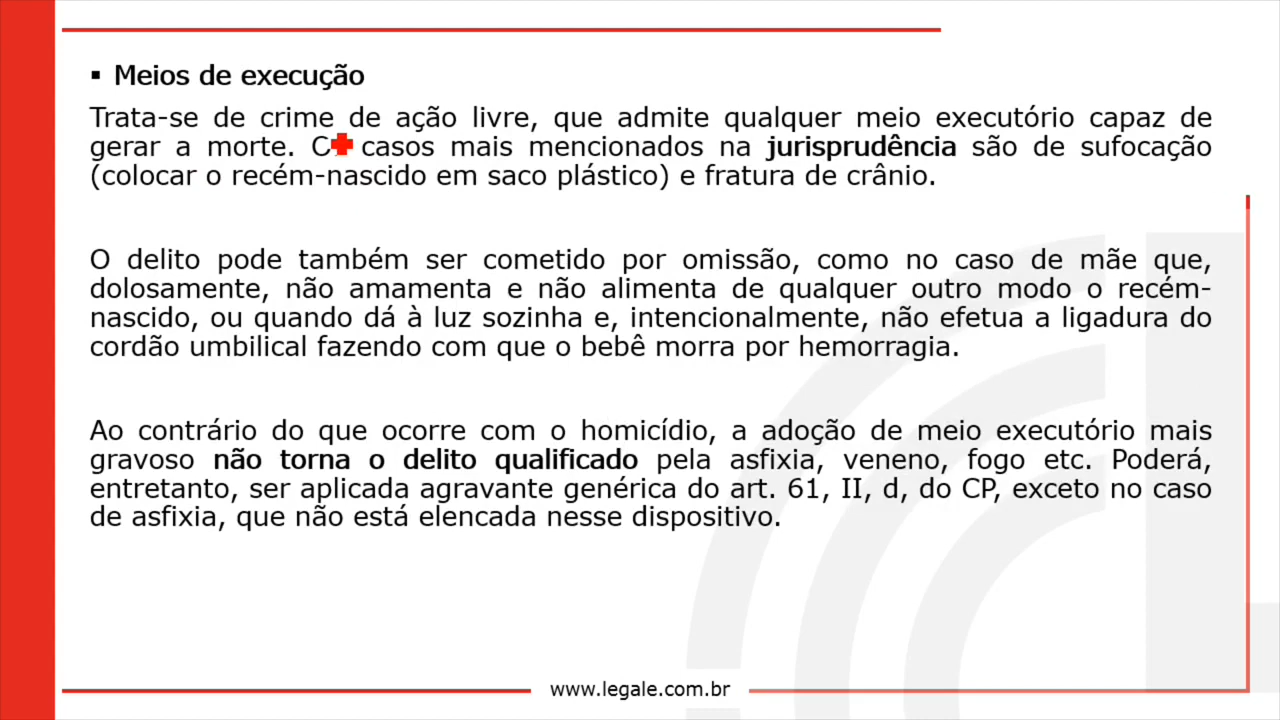 ▪ Meios de execução
Trata-se de crime de ação livre, que admite qualquer meio executório capaz de
gerar a morte. casos mais mencionados na jurisprudência são de sufocação
(colocar o recém-nascido em saco plástico) e fratura de crânio.
O delito pode também ser cometido por omissão, como no caso de mãe que,
dolosamente, não amamenta e não alimenta de qualquer outro modo o recém-
nascido, ou quando dá à luz sozinha e, intencionalmente, não efetua a ligadura do
cordão umbilical fazendo com que o bebê morra por hemorragia.
Ao contrário do que ocorre com o homicídio, a adoção de meio executório mais
gravoso não torna o delito qualificado pela asfixia, veneno, fogo etc. Poderá,
entretanto, ser aplicada agravante genérica do art. 61, II, d, do CP, exceto no caso
de asfixia, que não está elencada nesse dispositivo.
www.legale.com.br